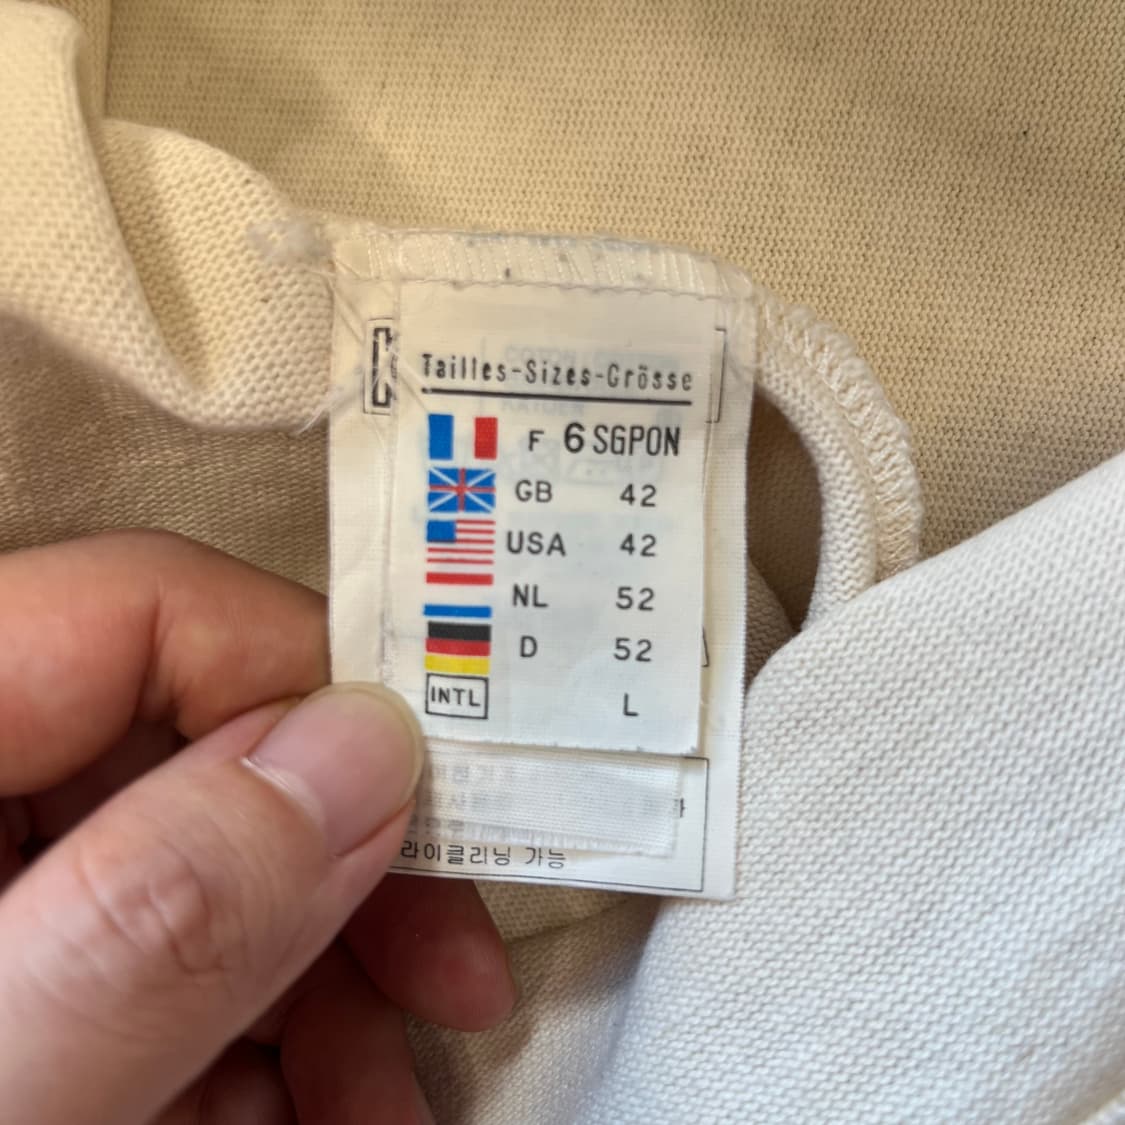 Tailles-Sizes-Grösse
F 6 SGPON
GB 42
USA 42
NL 52
D 52
INTL L
라이클리닝 가능